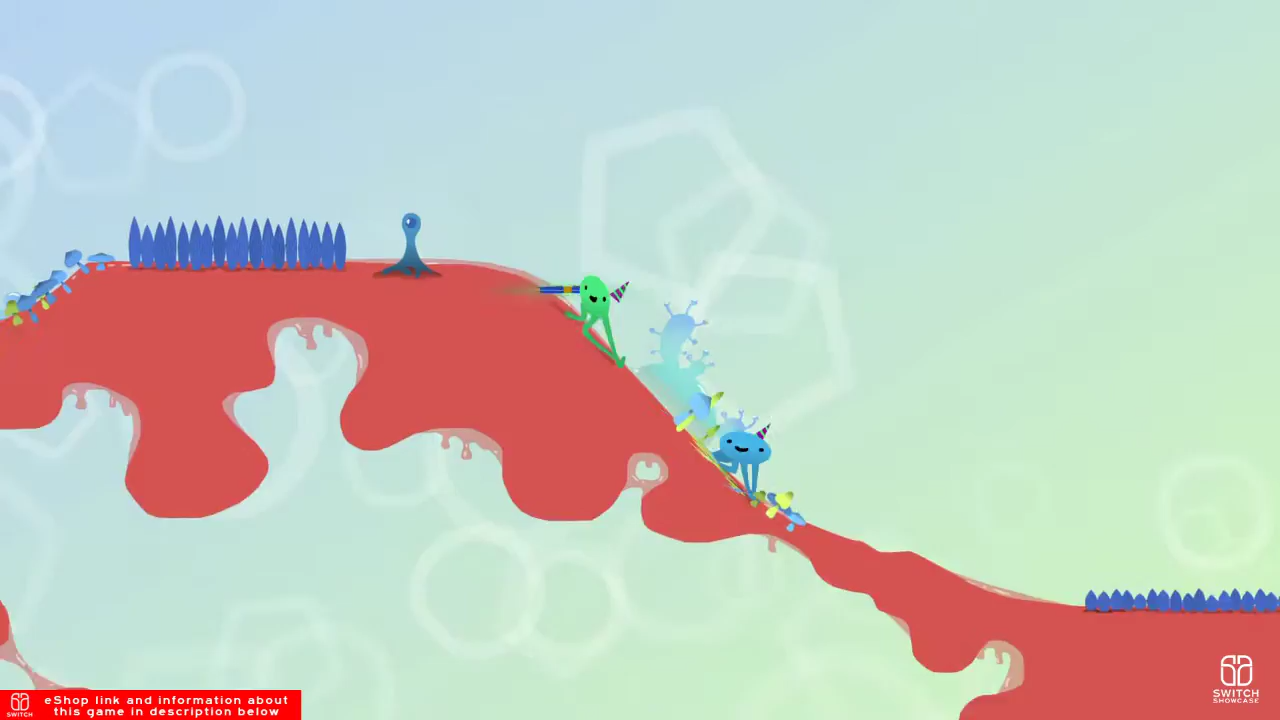 SWITCH
eShop link and information about
this game in description below
SWITCH
SHOWCASE